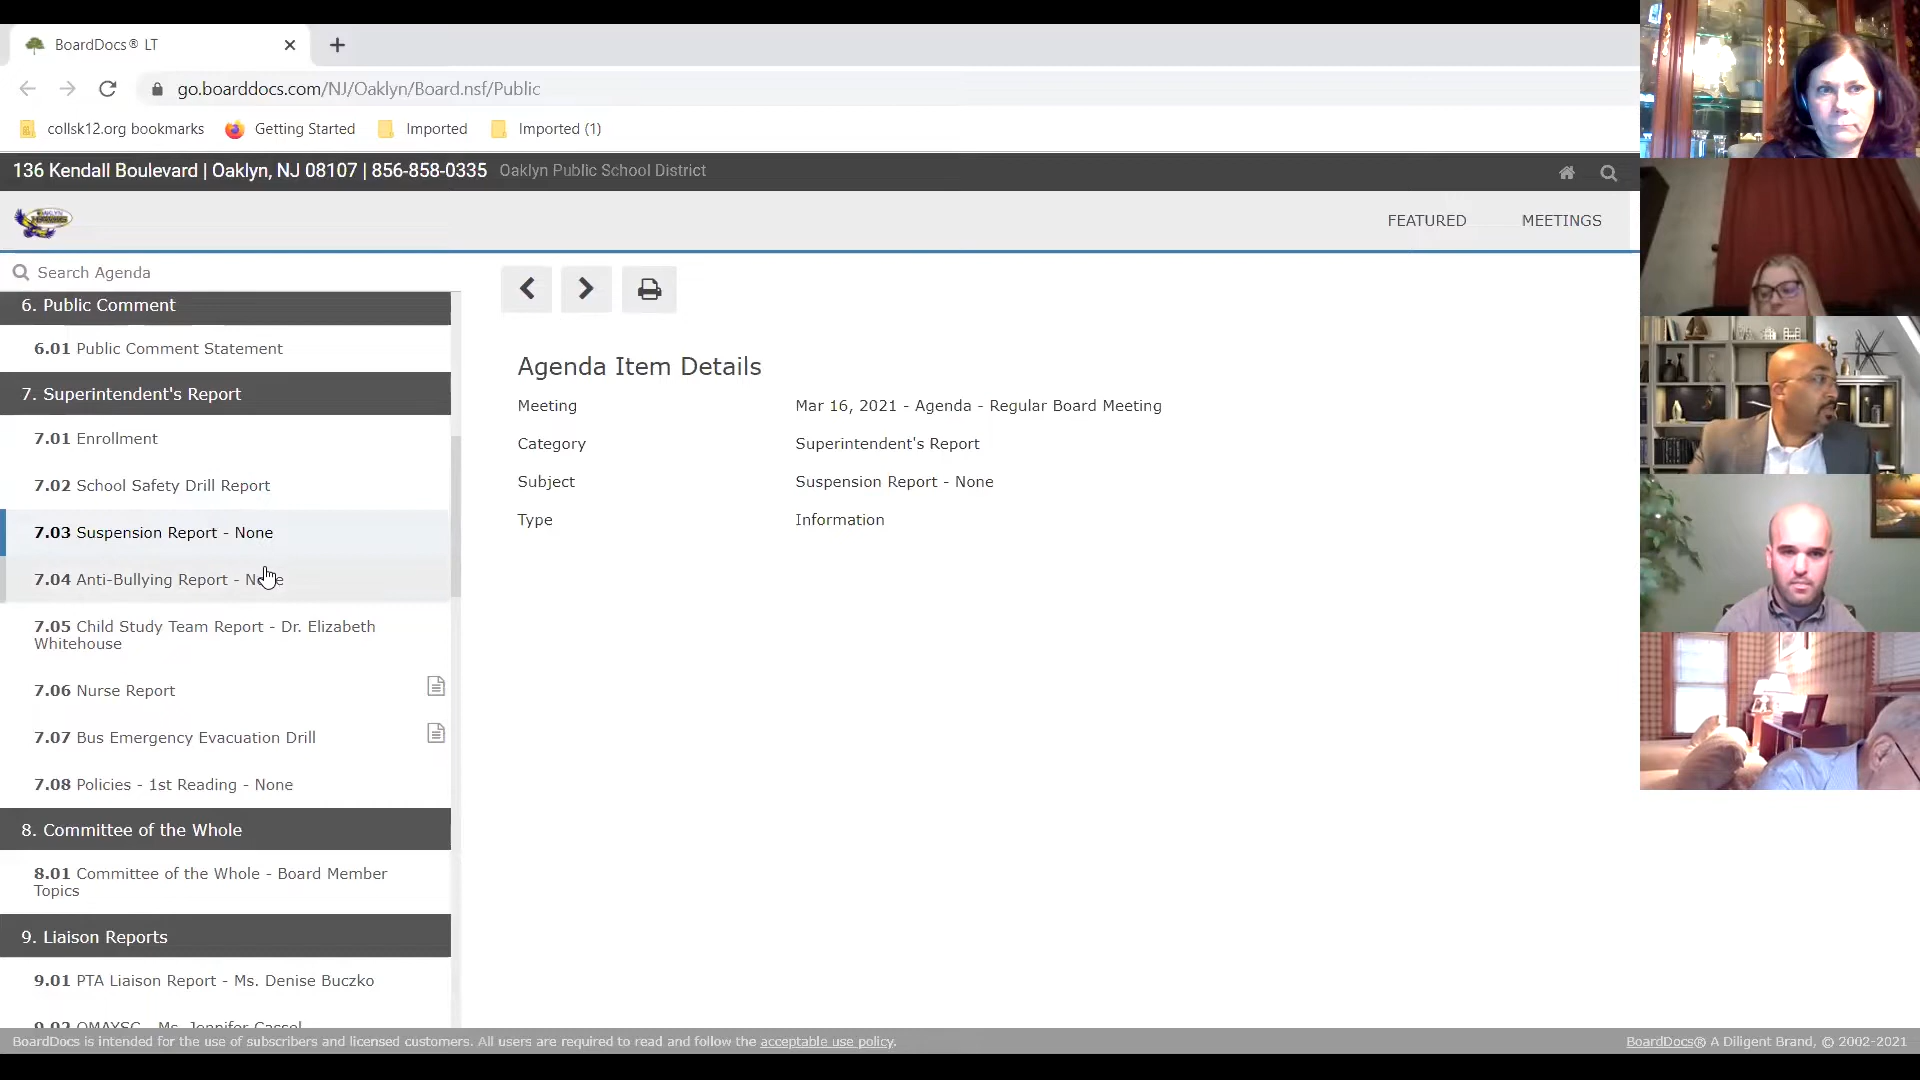 BoardDocs® LT
go.boarddocs.com/NJ/Oaklyn/Board.nsf/Public
collsk12.org bookmarks
Getting Started
Imported
Imported (1)
136 Kendall Boulevard | Oaklyn, NJ 08107 | 856-858-0335
Oaklyn Public School District
FEATURED
MEETINGS
Search Agenda
6. Public Comment
6.01 Public Comment Statement
7. Superintendent's Report
7.01 Enrollment
7.02 School Safety Drill Report
7.03 Suspension Report - None
7.04 Anti-Bullying Report - None
7.05 Child Study Team Report - Dr. Elizabeth
Whitehouse
7.06 Nurse Report
7.07 Bus Emergency Evacuation Drill
7.08 Policies - 1st Reading - None
8. Committee of the Whole
8.01 Committee of the Whole - Board Member
Topics
9. Liaison Reports
9.01 PTA Liaison Report - Ms. Denise Buczko
9.02 OMAYSC - Ms. Jennifer Cassel
Agenda Item Details
Meeting
Mar 16, 2021 - Agenda - Regular Board Meeting
Category
Superintendent's Report
Subject
Suspension Report - None
Type
Information
BoardDocs is intended for the use of subscribers and licensed customers. All users are required to read and follow the acceptable use policy.
BoardDocs® A Diligent Brand, © 2002-2021